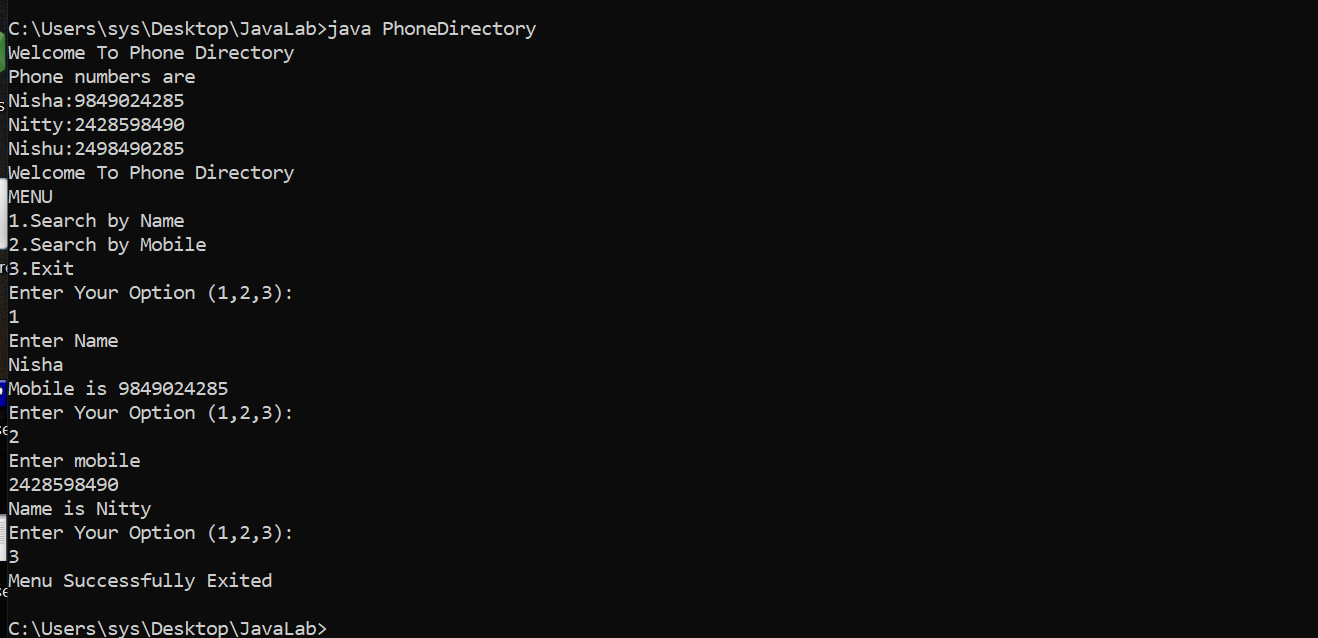 C:\Users\sys\Desktop\JavaLab>java PhoneDirectory
Welcome To Phone Directory
Phone numbers are
Nisha:9849024285
Nitty:2428598490
Nishu:2498490285
Welcome To Phone Directory
MENU
1.Search by Name
2.Search by Mobile
3.Exit
Enter Your Option (1,2,3):
1
Enter Name
Nisha
Mobile is 9849024285
Enter Your Option (1,2,3):
2
Enter mobile
2428598490
Name is Nitty
Enter Your Option (1,2,3):
3
Menu Successfully Exited
C:\Users\sys\Desktop\JavaLab>